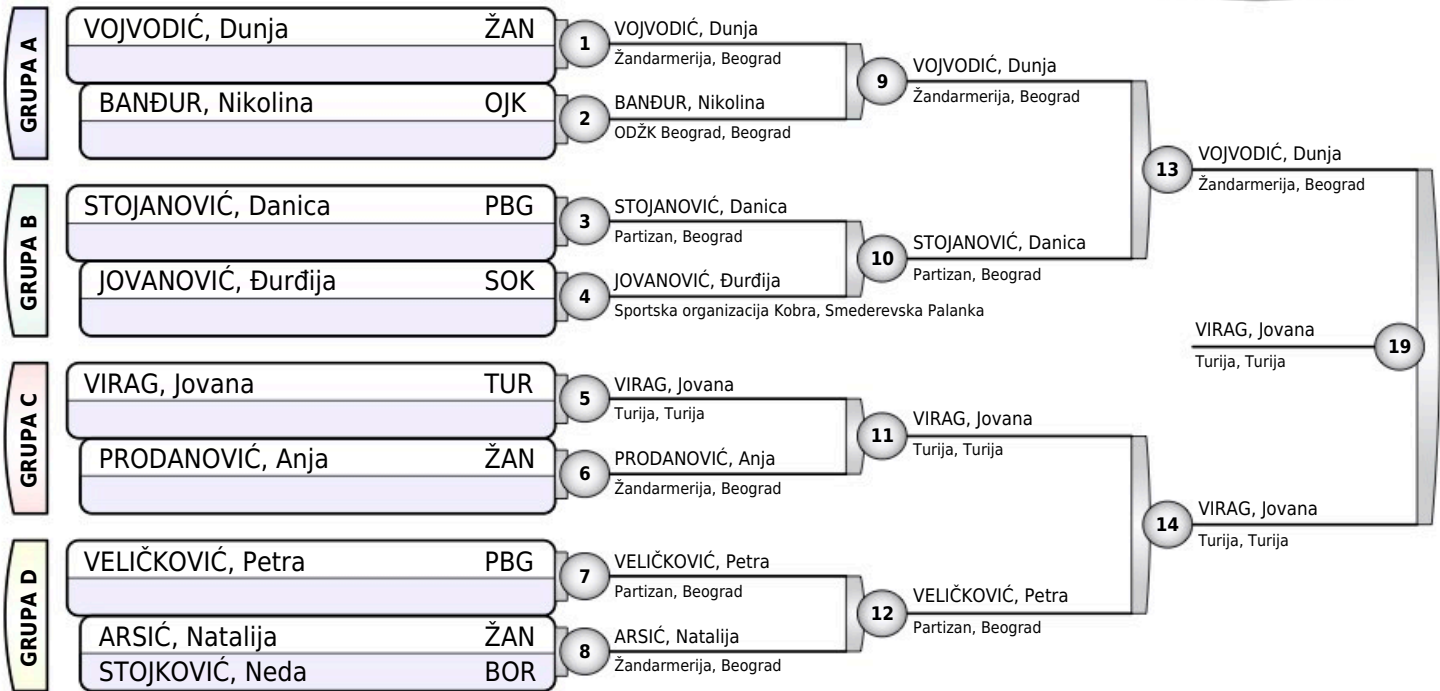 GRUPA A
VOJVODIĆ, Dunja ŽAN
BANĐUR, Nikolina OJK
1
VOJVODIĆ, Dunja
Žandarmerija, Beograd
2
BANĐUR, Nikolina
ODŽK Beograd, Beograd
9
VOJVODIĆ, Dunja
Žandarmerija, Beograd
GRUPA B
STOJANOVIĆ, Danica PBG
JOVANOVIĆ, Đurđija SOK
3
STOJANOVIĆ, Danica
Partizan, Beograd
4
JOVANOVIĆ, Đurđija
Sportska organizacija Kobra, Smederevska Palanka
10
STOJANOVIĆ, Danica
Partizan, Beograd
13
VOJVODIĆ, Dunja
Žandarmerija, Beograd
GRUPA C
VIRAG, Jovana TUR
PRODANOVIĆ, Anja ŽAN
5
VIRAG, Jovana
Turija, Turija
6
PRODANOVIĆ, Anja
Žandarmerija, Beograd
11
VIRAG, Jovana
Turija, Turija
GRUPA D
VELIČKOVIĆ, Petra PBG
ARSIĆ, Natalija ŽAN
STOJKOVIĆ, Neda BOR
7
VELIČKOVIĆ, Petra
Partizan, Beograd
8
ARSIĆ, Natalija
Žandarmerija, Beograd
12
VELIČKOVIĆ, Petra
Partizan, Beograd
14
VIRAG, Jovana
Turija, Turija
VIRAG, Jovana
Turija, Turija
19